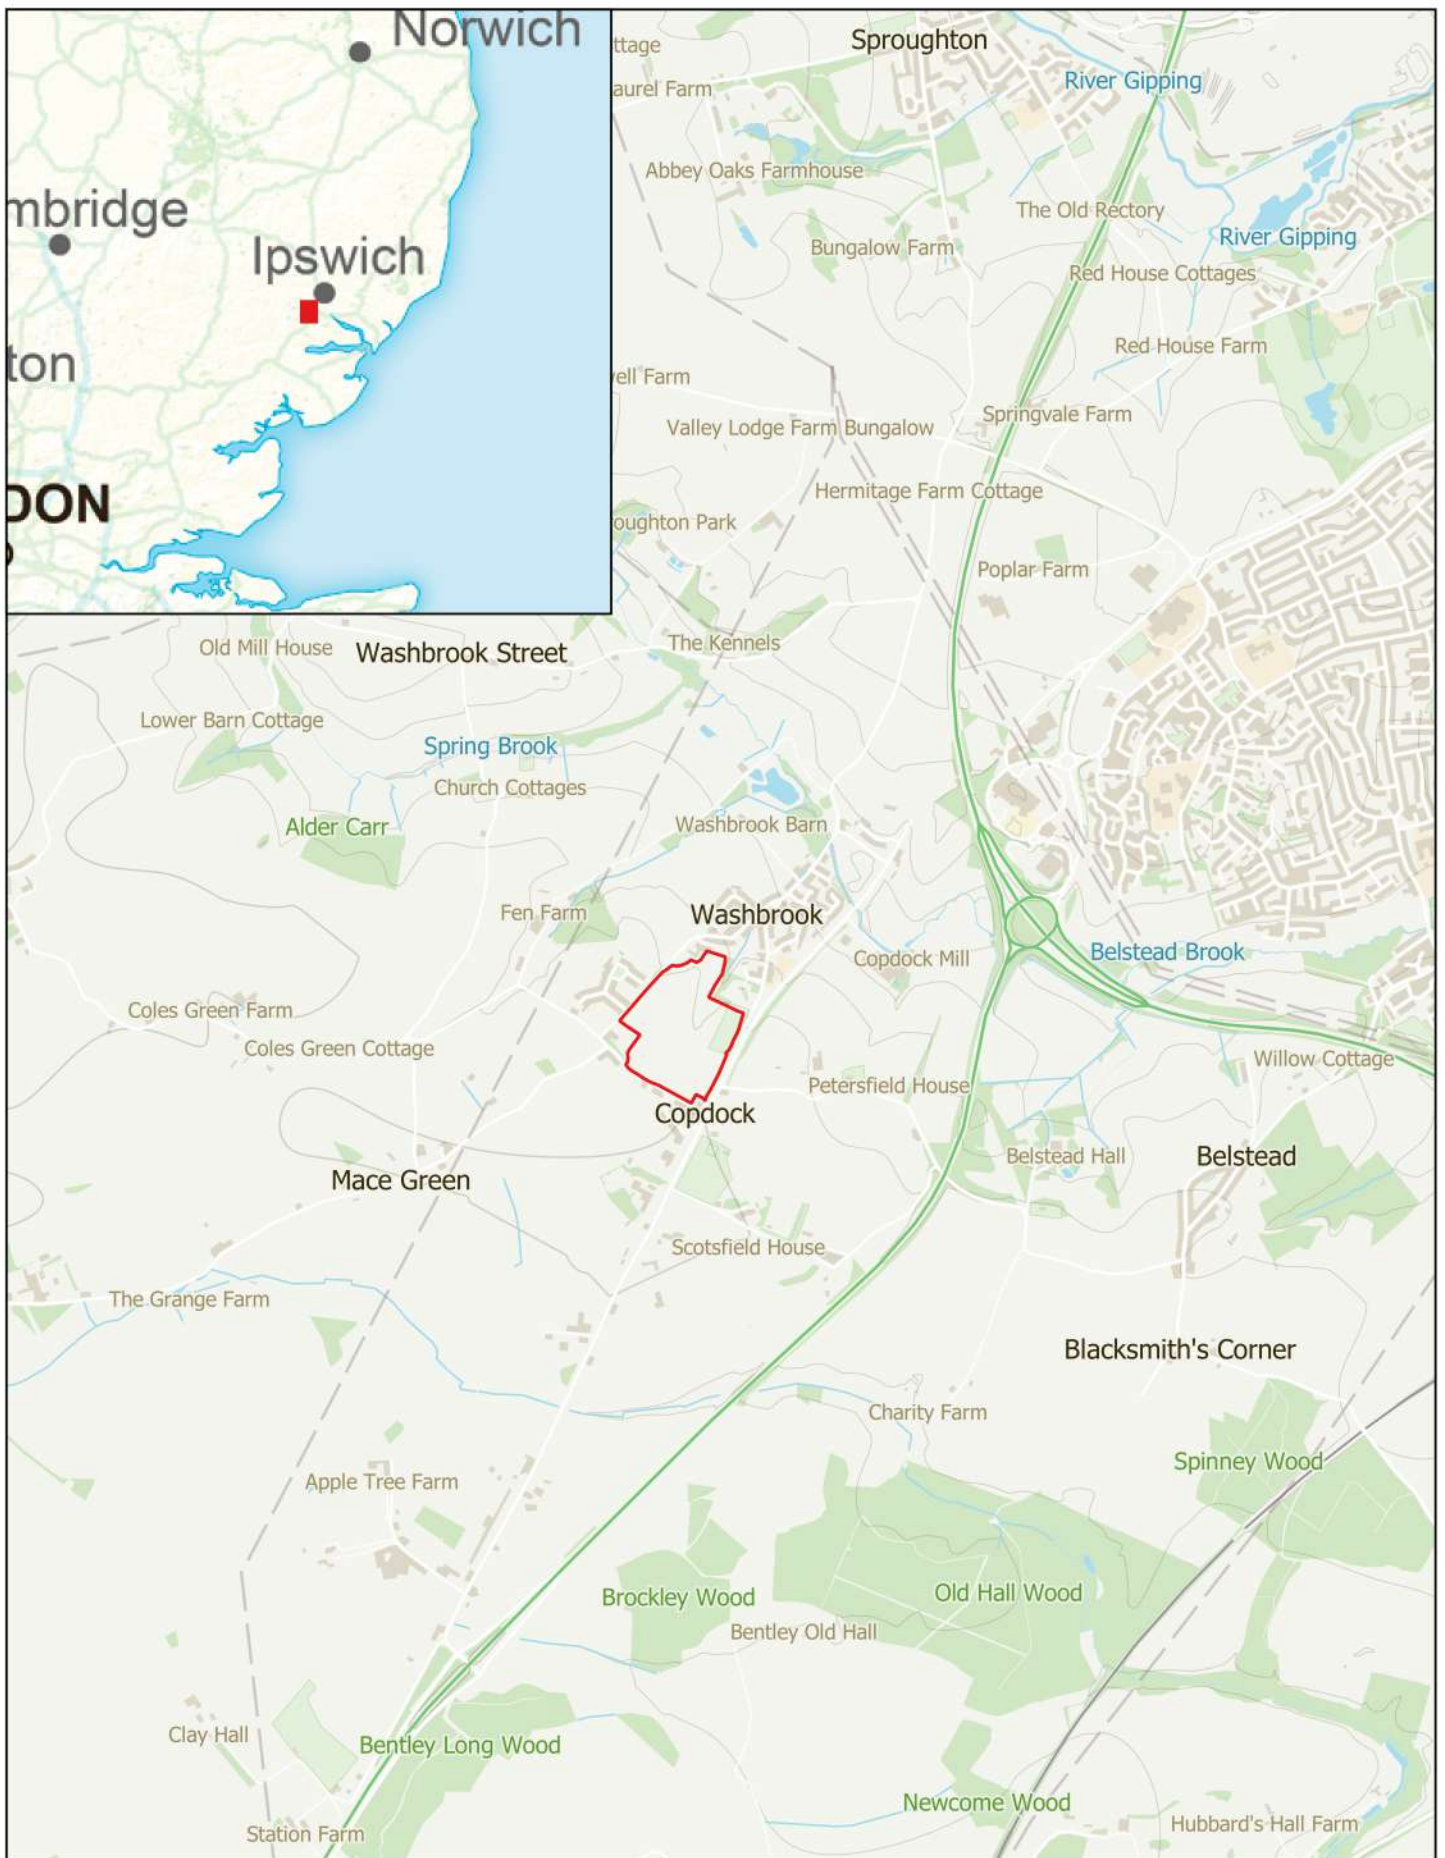 Norwich
mbridge
Ipswich
ton
DON
ttage
Sproughton
River Gipping
aurel Farm
Abbey Oaks Farmhouse
The Old Rectory
River Gipping
Bungalow Farm
Red House Cottages
Red House Farm
ell Farm
Springvale Farm
Valley Lodge Farm Bungalow
Hermitage Farm Cottage
oughton Park
Poplar Farm
Old Mill House
Washbrook Street
The Kennels
Lower Barn Cottage
Spring Brook
Church Cottages
Alder Carr
Washbrook Barn
Fen Farm
Washbrook
Copdock Mill
Belstead Brook
Coles Green Farm
Coles Green Cottage
Willow Cottage
Petersfield House
Copdock
Belstead Hall
Belstead
Mace Green
Scotsfield House
The Grange Farm
Blacksmith's Corner
Charity Farm
Spinney Wood
Apple Tree Farm
Brockley Wood
Old Hall Wood
Bentley Old Hall
Clay Hall
Bentley Long Wood
Newcome Wood
Hubbard's Hall Farm
Station Farm